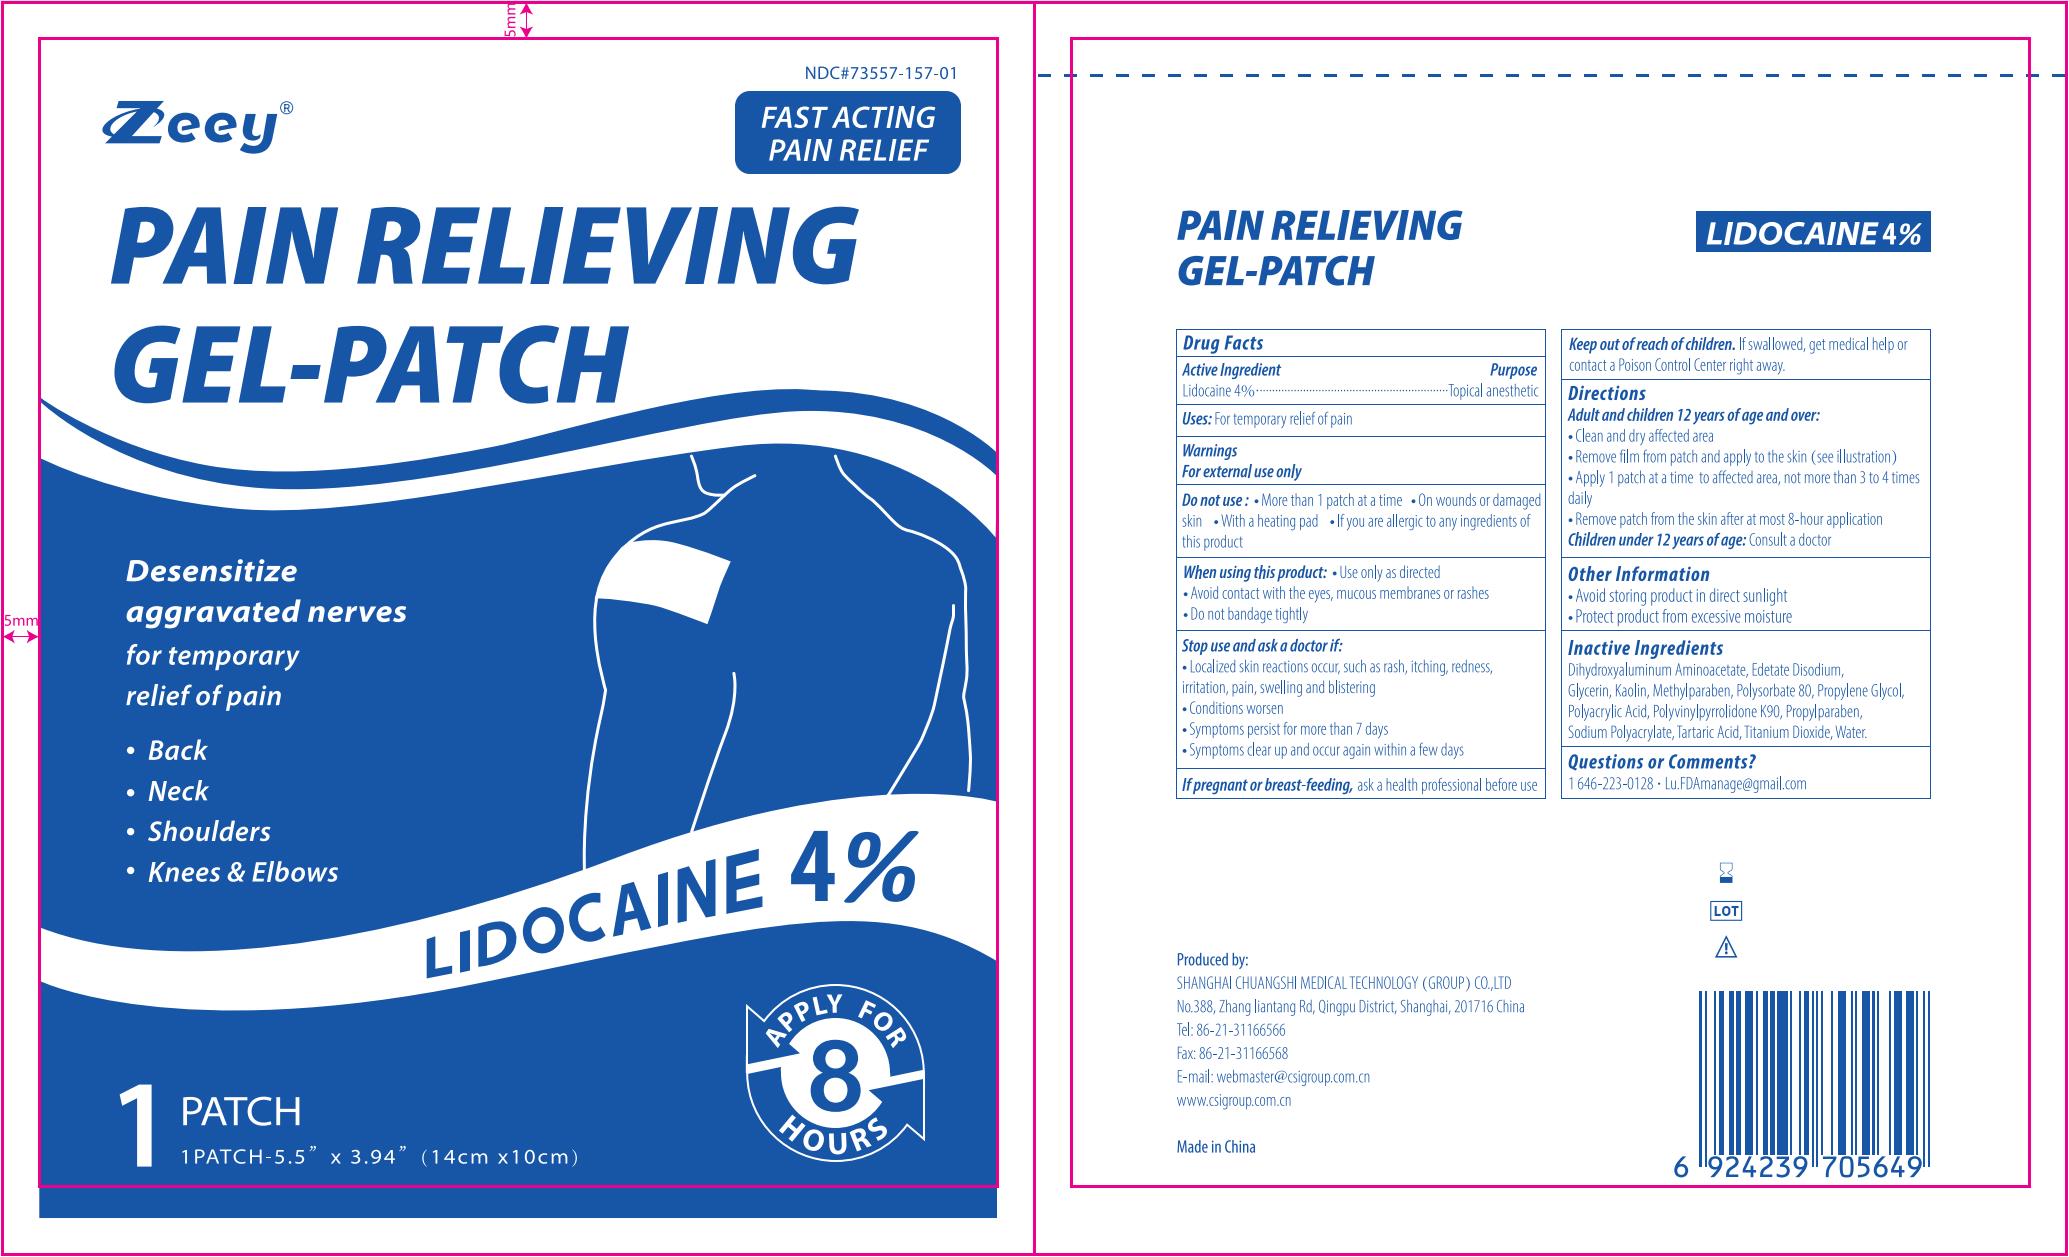 5mm
NDC#73557-157-01
Zeey®
FAST ACTING
PAIN RELIEF
PAIN RELIEVING
GEL-PATCH
Desensitize
aggravated nerves
for temporary
relief of pain
• Back
• Neck
• Shoulders
• Knees & Elbows
5mm
LIDOCAINE 4%
APPLY FOR
8
HOURS
1 PATCH
1PATCH-5.5” x 3.94” (14cm x10cm)
PAIN RELIEVING
GEL-PATCH
LIDOCAINE 4%
Drug Facts
Active Ingredient Purpose
Lidocaine 4%····························································Topical anesthetic
Uses: For temporary relief of pain
Warnings
For external use only
Do not use : • More than 1 patch at a time • On wounds or damaged
skin • With a heating pad • If you are allergic to any ingredients of
this product
When using this product: • Use only as directed
• Avoid contact with the eyes, mucous membranes or rashes
• Do not bandage tightly
Stop use and ask a doctor if:
• Localized skin reactions occur, such as rash, itching, redness,
irritation, pain, swelling and blistering
• Conditions worsen
• Symptoms persist for more than 7 days
• Symptoms clear up and occur again within a few days
If pregnant or breast-feeding, ask a health professional before use
Keep out of reach of children. If swallowed, get medical help or
contact a Poison Control Center right away.
Directions
Adult and children 12 years of age and over:
• Clean and dry affected area
• Remove film from patch and apply to the skin (see illustration)
• Apply 1 patch at a time to affected area, not more than 3 to 4 times
daily
• Remove patch from the skin after at most 8-hour application
Children under 12 years of age: Consult a doctor
Other Information
• Avoid storing product in direct sunlight
• Protect product from excessive moisture
Inactive Ingredients
Dihydroxyaluminum Aminoacetate, Edetate Disodium,
Glycerin, Kaolin, Methylparaben, Polysorbate 80, Propylene Glycol,
Polyacrylic Acid, Polyvinylpyrrolidone K90, Propylparaben,
Sodium Polyacrylate, Tartaric Acid, Titanium Dioxide, Water.
Questions or Comments?
1 646-223-0128 · Lu.FDAmanage@gmail.com
LOT
Produced by:
SHANGHAI CHUANGSHI MEDICAL TECHNOLOGY (GROUP) CO.,LTD
No.388, Zhang liantang Rd, Qingpu District, Shanghai, 201716 China
Tel: 86-21-31166566
Fax: 86-21-31166568
E-mail: webmaster@csigroup.com.cn
www.csigroup.com.cn
Made in China
6 924239 705649